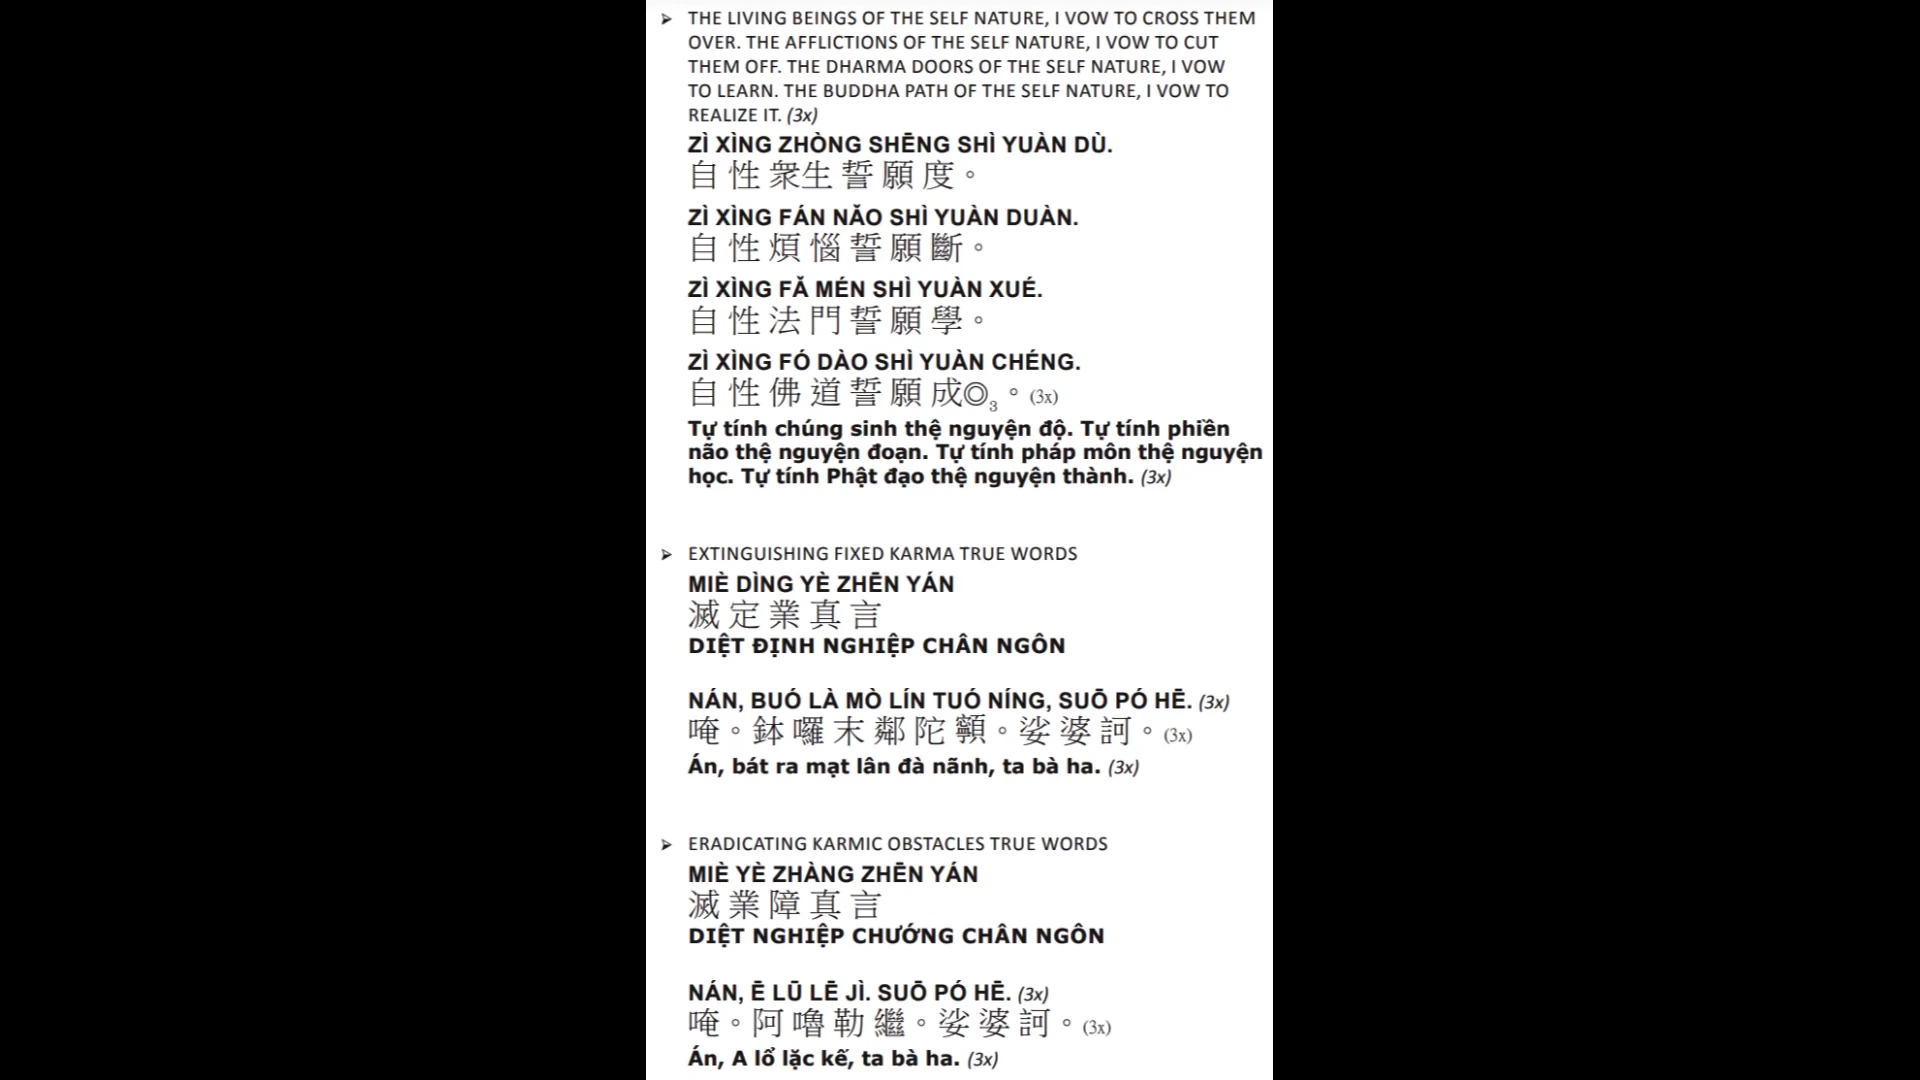 ➢ THE LIVING BEINGS OF THE SELF NATURE, I VOW TO CROSS THEM
OVER. THE AFFLICTIONS OF THE SELF NATURE, I VOW TO CUT
THEM OFF. THE DHARMA DOORS OF THE SELF NATURE, I VOW
TO LEARN. THE BUDDHA PATH OF THE SELF NATURE, I VOW TO
REALIZE IT. (3x)
ZÌ XÌNG ZHÒNG SHĒNG SHÌ YUÀN DÙ.
自性衆生誓願度。
ZÌ XÌNG FÁN NǍO SHÌ YUÀN DUÀN.
自性煩惱誓願斷。
ZÌ XÌNG FǍ MÉN SHÌ YUÀN XUÉ.
自性法門誓願學。
ZÌ XÌNG FÓ DÀO SHÌ YUÀN CHÉNG.
自性佛道誓願成◎3。(3x)
Tự tính chúng sinh thệ nguyện độ. Tự tính phiền
não thệ nguyện đoạn. Tự tính pháp môn thệ nguyện
học. Tự tính Phật đạo thệ nguyện thành. (3x)
➢ EXTINGUISHING FIXED KARMA TRUE WORDS
MIÈ DÌNG YÈ ZHĒN YÁN
滅定業真言
DIỆT ĐỊNH NGHIỆP CHÂN NGÔN
NÁN, BUÓ LÀ MÒ LÍN TUÓ NÍNG, SUŌ PÓ HĒ. (3x)
唵。鉢囉末鄰陀顐。娑婆訶。(3x)
Án, bát ra mạt lân đà nãnh, ta bà ha. (3x)
➢ ERADICATING KARMIC OBSTACLES TRUE WORDS
MIÈ YÈ ZHÀNG ZHĒN YÁN
滅業障真言
DIỆT NGHIỆP CHƯỚNG CHÂN NGÔN
NÁN, Ē LŪ LĒ JÌ. SUŌ PÓ HĒ. (3x)
唵。阿嚕勒繼。娑婆訶。(3x)
Án, A lổ lặc kế, ta bà ha. (3x)